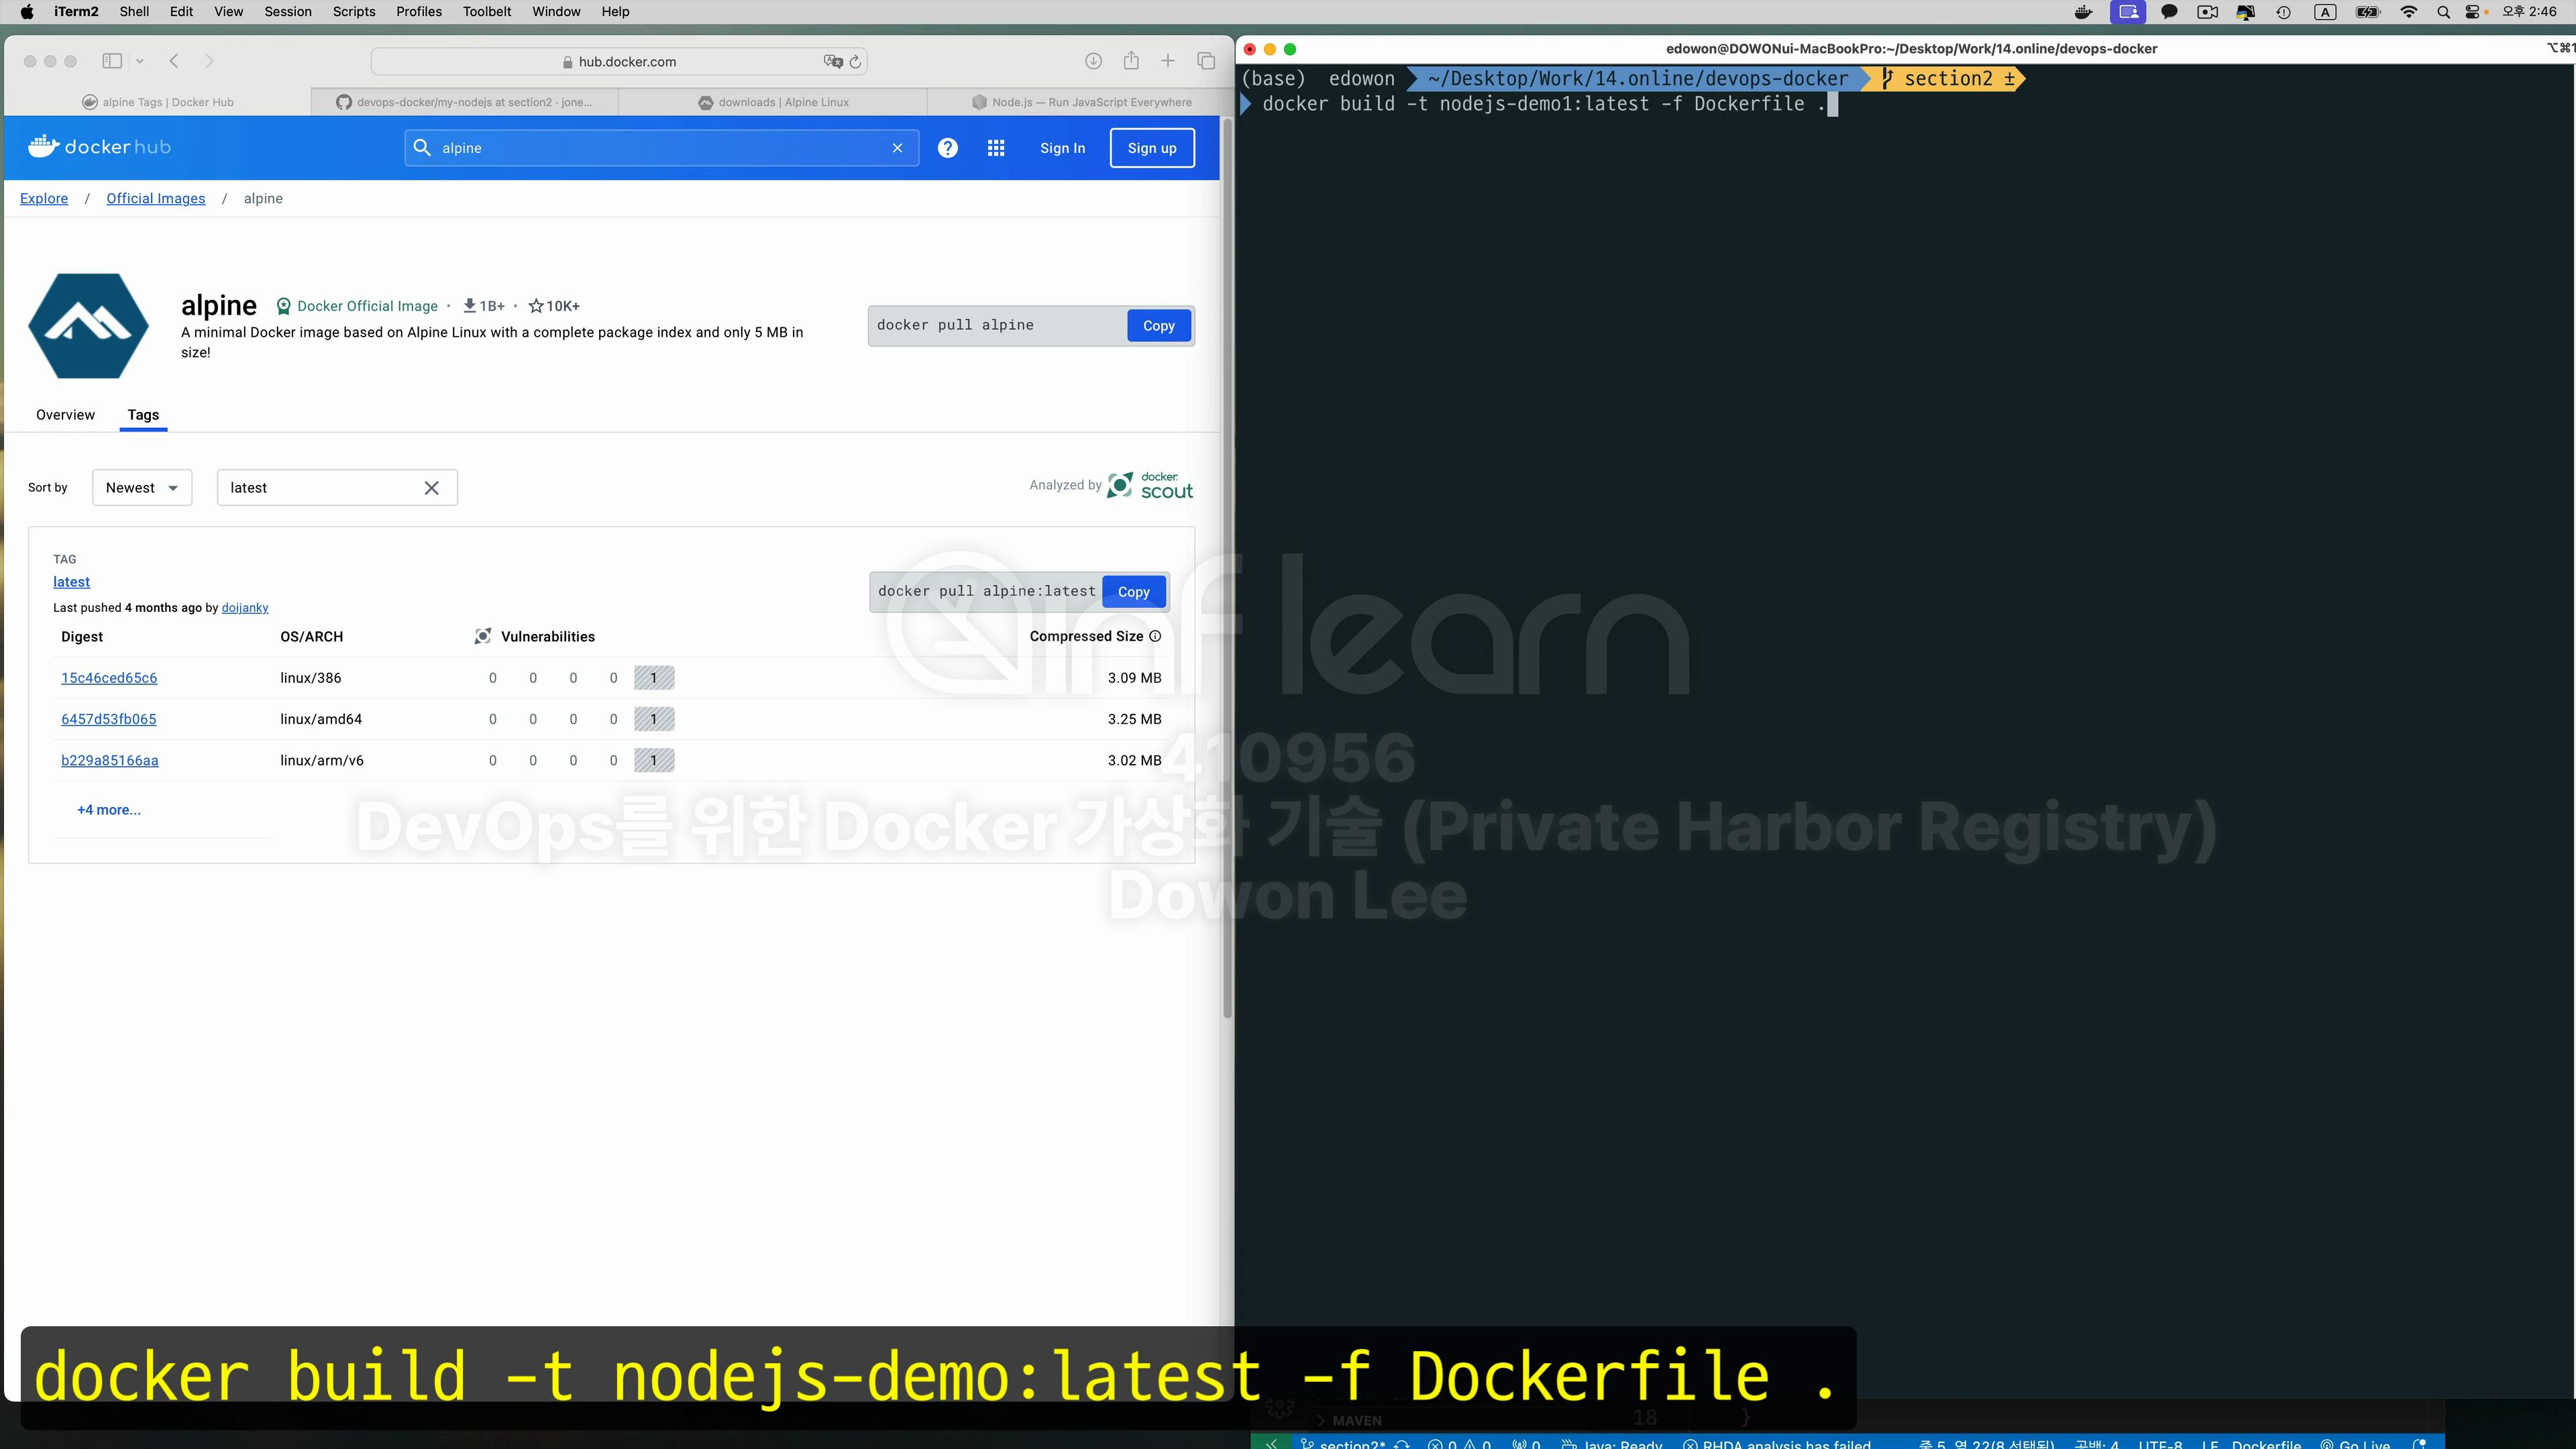 iTerm2 Shell Edit View Session Scripts Profiles Toolbelt Window Help
A 오후 2:46
hub.docker.com
edowon@DOWONui-MacBookPro:~/Desktop/Work/14.online/devops-docker
alpine Tags | Docker Hub
devops-docker/my-nodejs at section2 · jone...
downloads | Alpine Linux
Node.js — Run JavaScript Everywhere
(base) edowon ~/Desktop/Work/14.online/devops-docker section2 ±
docker build -t nodejs-demo1:latest -f Dockerfile .
docker hub
alpine
Sign In
Sign up
Explore / Official Images / alpine
alpine Docker Official Image · 1B+ · 10K+
A minimal Docker image based on Alpine Linux with a complete package index and only 5 MB in
size!
docker pull alpine
Copy
Overview Tags
Sort by Newest latest
Analyzed by docker scout
TAG
latest
Last pushed 4 months ago by doijanky
docker pull alpine:latest
Copy
Digest OS/ARCH Vulnerabilities Compressed Size
15c46ced65c6 linux/386 0 0 0 0 1 3.09 MB
6457d53fb065 linux/amd64 0 0 0 0 1 3.25 MB
b229a85166aa linux/arm/v6 0 0 0 0 1 3.02 MB
+4 more...
inflearn
410956
DevOps를 위한 Docker 가상화 기술 (Private Harbor Registry)
Dowon Lee
docker build -t nodejs-demo:latest -f Dockerfile .
MAVEN 18 }
section2* 0 0 0 Java: Ready RHDA analysis has failed 줄 5, 열 22(8 선택됨) 공백: 4 UTF-8 LF Dockerfile Go Live